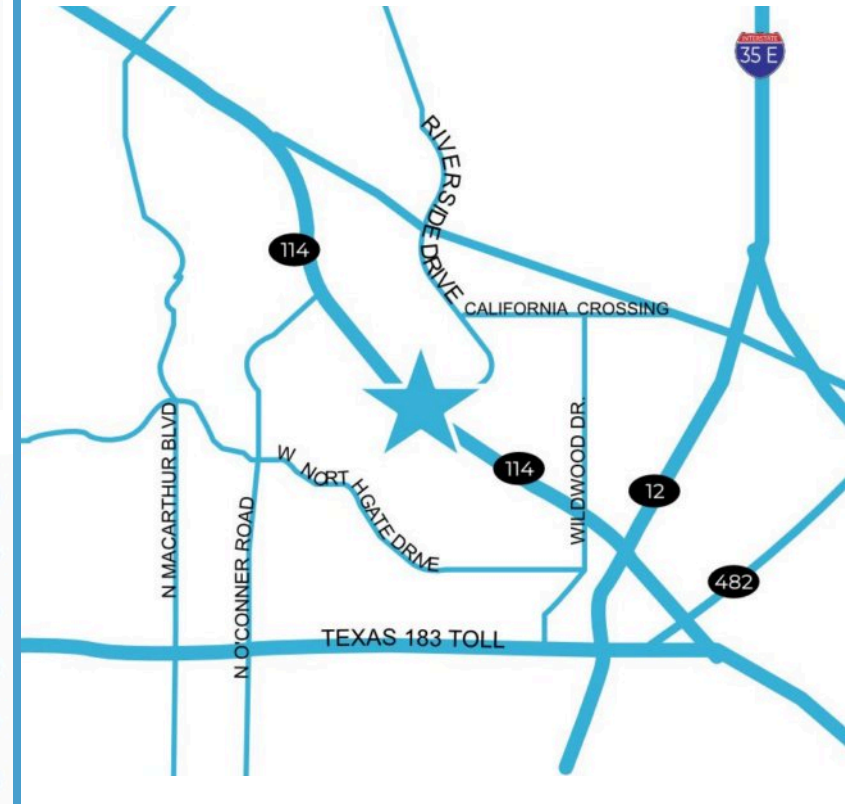 INTERSTATE
35 E
RIVERSIDE DRIVE
114
CALIFORNIA CROSSING
N MACARTHUR BLVD
N O'CONNER ROAD
W NORTHGATE DRIVE
114
WILDWOOD DR.
12
482
TEXAS 183 TOLL